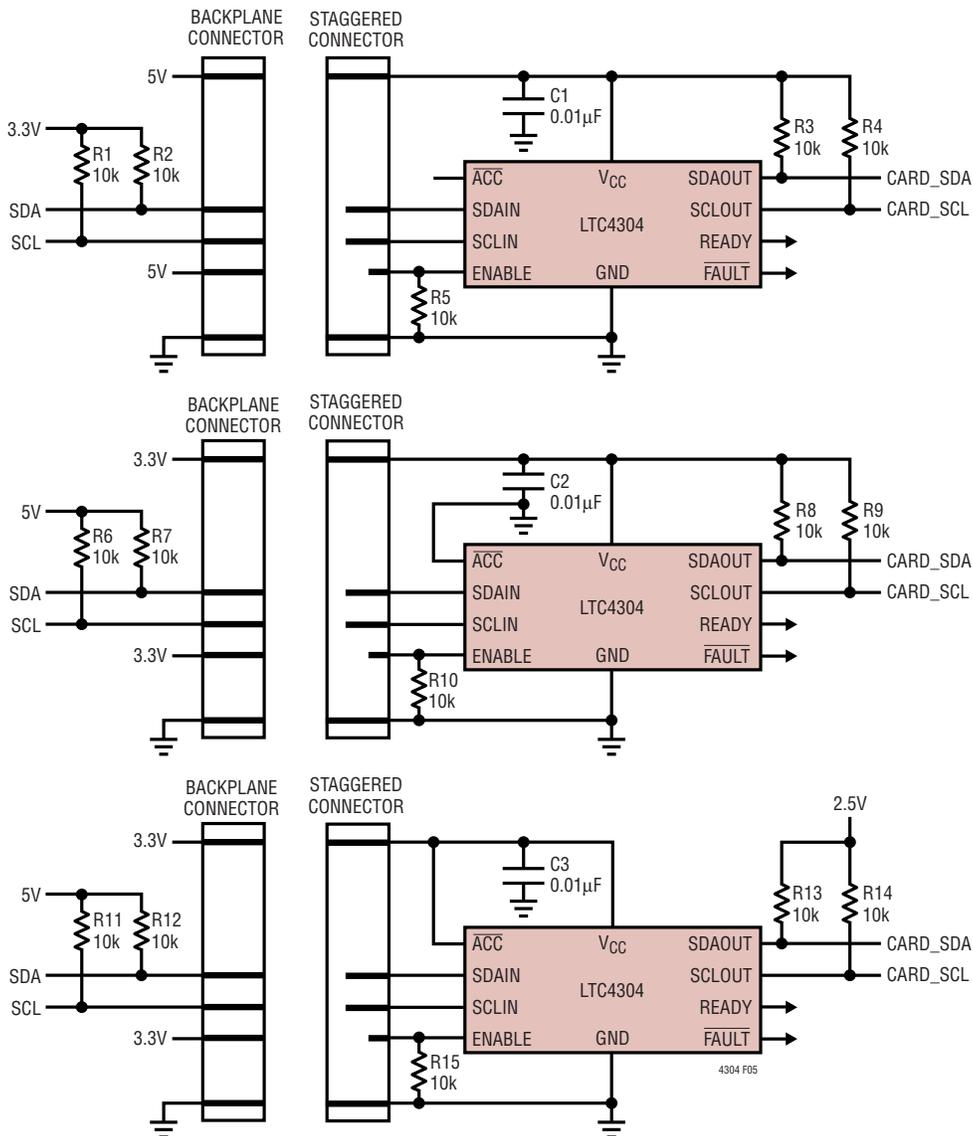 BACKPLANE
CONNECTOR
STAGGERED
CONNECTOR
5V
3.3V
R1
10k
R2
10k
SDA
SCL
5V
C1
0.01µF
R3
10k
R4
10k
ACC
VCC
SDAOUT
CARD_SDA
SDAIN
SCLOUT
CARD_SCL
LTC4304
SCLIN
READY
ENABLE
GND
FAULT
R5
10k
BACKPLANE
CONNECTOR
STAGGERED
CONNECTOR
3.3V
5V
R6
10k
R7
10k
SDA
SCL
3.3V
C2
0.01µF
R8
10k
R9
10k
ACC
VCC
SDAOUT
CARD_SDA
SDAIN
SCLOUT
CARD_SCL
LTC4304
SCLIN
READY
ENABLE
GND
FAULT
R10
10k
BACKPLANE
CONNECTOR
STAGGERED
CONNECTOR
3.3V
5V
R11
10k
R12
10k
SDA
SCL
3.3V
C3
0.01µF
2.5V
R13
10k
R14
10k
ACC
VCC
SDAOUT
CARD_SDA
SDAIN
SCLOUT
CARD_SCL
LTC4304
SCLIN
READY
ENABLE
GND
FAULT
R15
10k
4304 F05